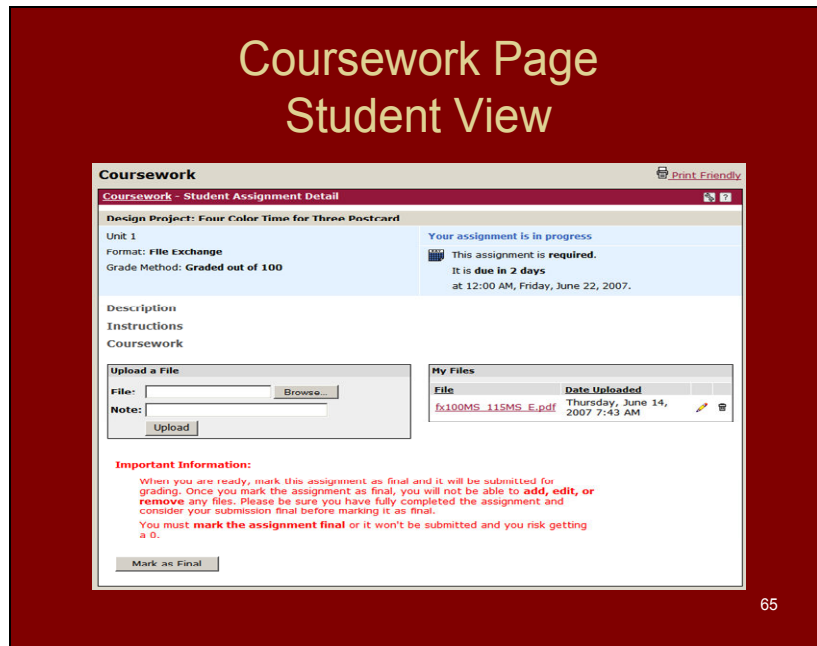 Coursework Page
Student View
Coursework
Print Friendly
Coursework - Student Assignment Detail
?
Design Project: Four Color Time for Three Postcard
Unit 1
Format: File Exchange
Grade Method: Graded out of 100
Your assignment is in progress
This assignment is required.
It is due in 2 days
at 12:00 AM, Friday, June 22, 2007.
Description
Instructions
Coursework
Upload a File
File:
Browse...
Note:
Upload
My Files
File Date Uploaded
fx100MS_115MS_E.pdf Thursday, June 14,
2007 7:43 AM
Important Information:
When you are ready, mark this assignment as final and it will be submitted for
grading. Once you mark the assignment as final, you will not be able to add, edit, or
remove any files. Please be sure you have fully completed the assignment and
consider your submission final before marking it as final.
You must mark the assignment final or it won't be submitted and you risk getting
a 0.
Mark as Final
65